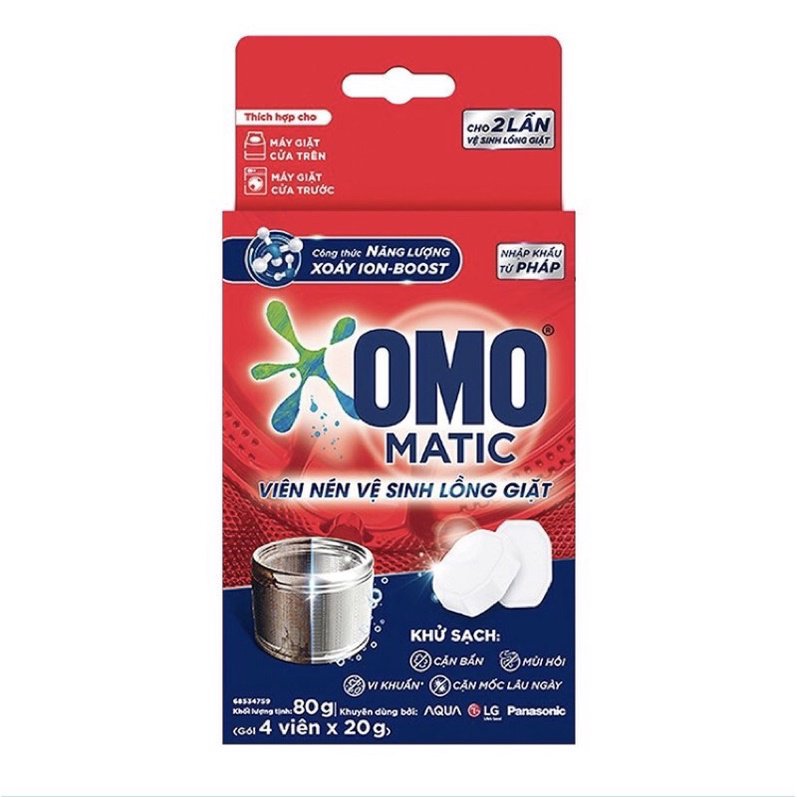 Thích hợp cho
MÁY GIẶT
CỬA TRÊN
MÁY GIẶT
CỬA TRƯỚC
CHO 2 LẦN
VỆ SINH LỒNG GIẶT
Công thức NĂNG LƯỢNG
XOÁY ION-BOOST
NHẬP KHẨU
TỪ PHÁP
OMO®
MATIC
VIÊN NÉN VỆ SINH LỒNG GIẶT
KHỬ SẠCH:
CẶN BẨN
MÙI HÔI
VI KHUẨN*
CẶN MỐC LÂU NGÀY
68534759
Khối lượng tịnh: 80g
(Gói 4 viên x 20g)
Khuyên dùng bởi: AQUA LG Panasonic